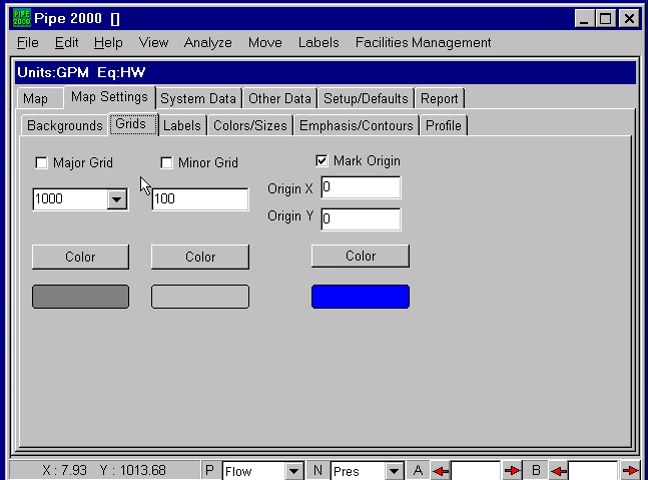 PIPE 2000 Pipe 2000 []
File Edit Help View Analyze Move Labels Facilities Management
Units:GPM Eq:HW
Map Map Settings System Data Other Data Setup/Defaults Report
Backgrounds Grids Labels Colors/Sizes Emphasis/Contours Profile
Major Grid Minor Grid Mark Origin
1000 100 Origin X 0
Origin Y 0
Color Color Color
X : 7.93 Y : 1013.68 P Flow N Pres A B